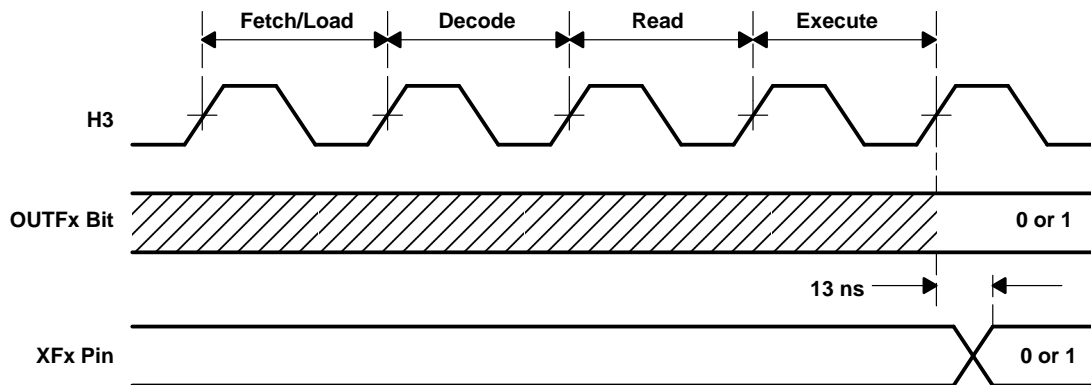 Fetch/Load Decode Read Execute
H3
OUTFx Bit 0 or 1
13 ns
XFx Pin 0 or 1